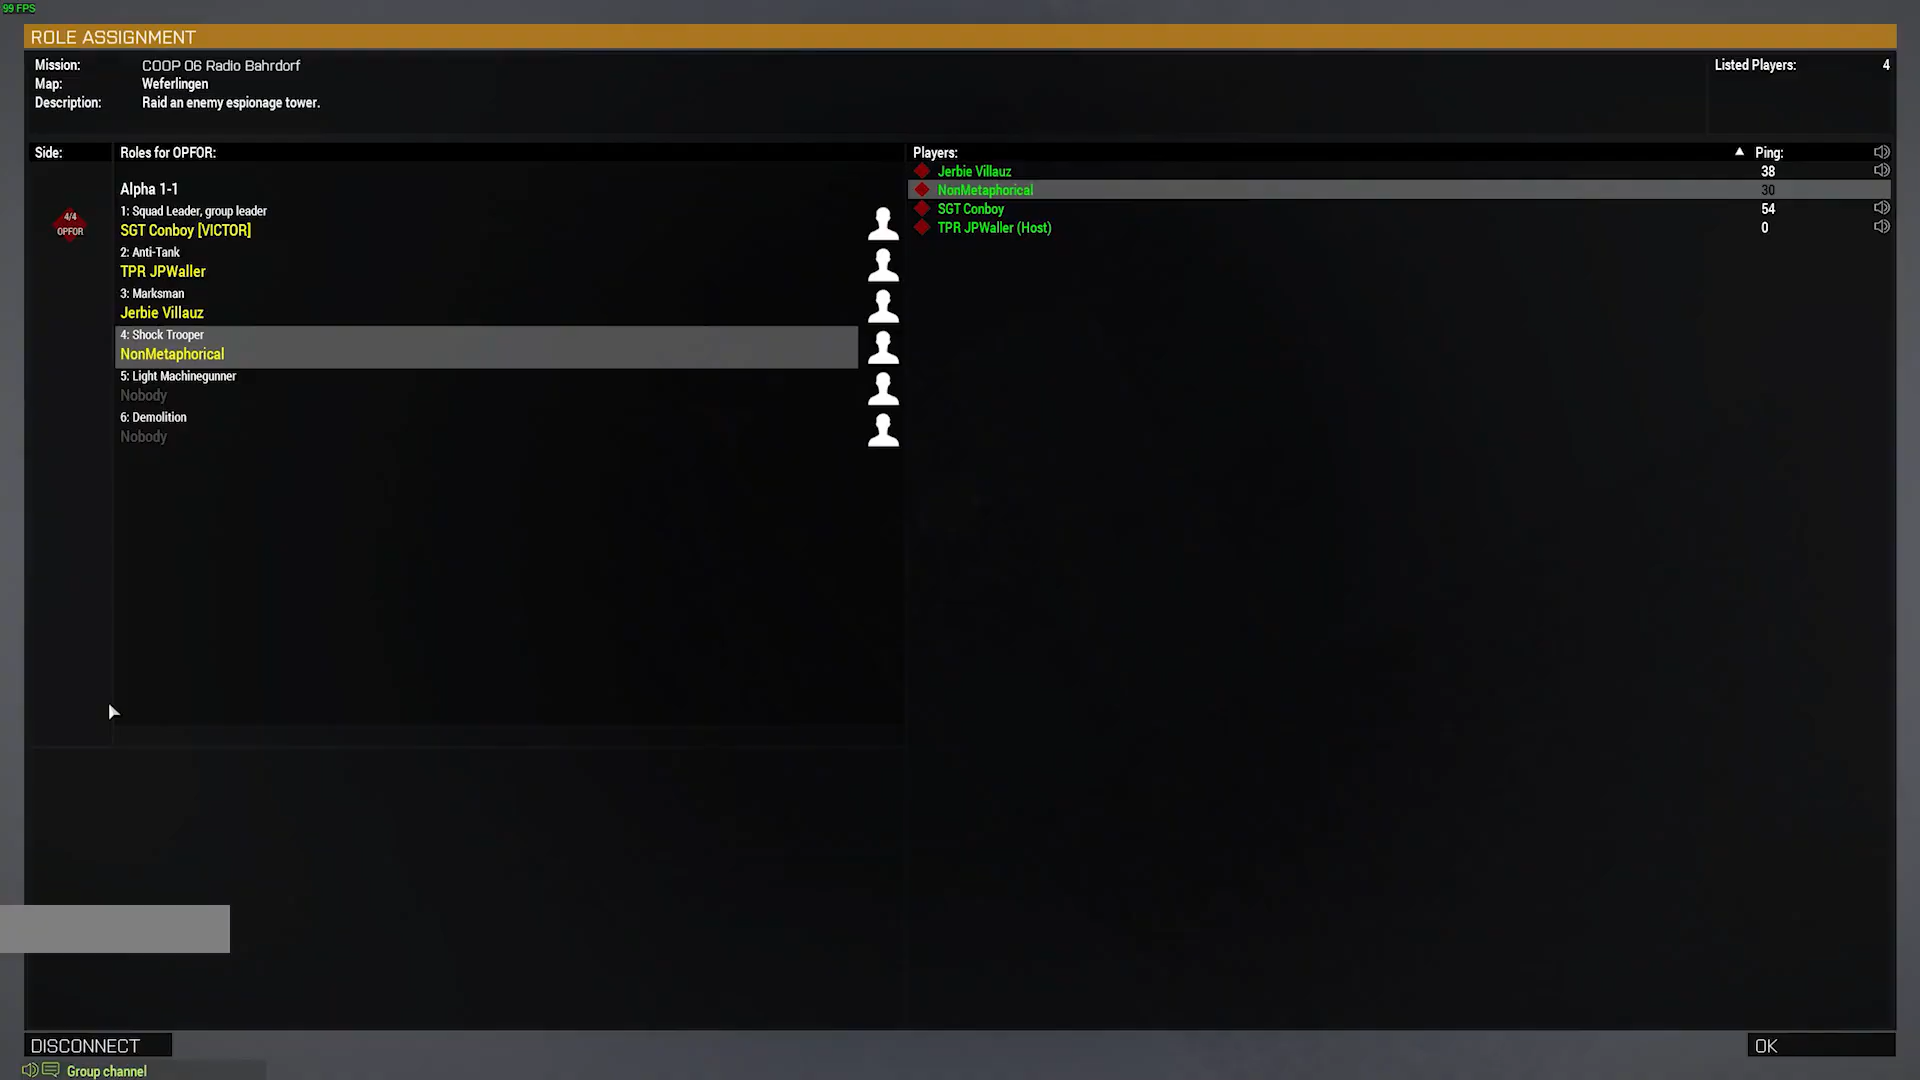 99 FPS
ROLE ASSIGNMENT
Mission: COOP 06 Radio Bahrdorf
Listed Players: 4
Map: Weferlingen
Description: Raid an enemy espionage tower.
Side:
Roles for OPFOR:
Players: ▲ Ping:
4/4
OPFOR
Alpha 1-1
1: Squad Leader, group leader
SGT Conboy [VICTOR]
2: Anti-Tank
TPR JPWaller
3: Marksman
Jerbie Villauz
4: Shock Trooper
NonMetaphorical
5: Light Machinegunner
Nobody
6: Demolition
Nobody
Jerbie Villauz 38
NonMetaphorical 30
SGT Conboy 54
TPR JPWaller (Host) 0
DISCONNECT
OK
Group channel